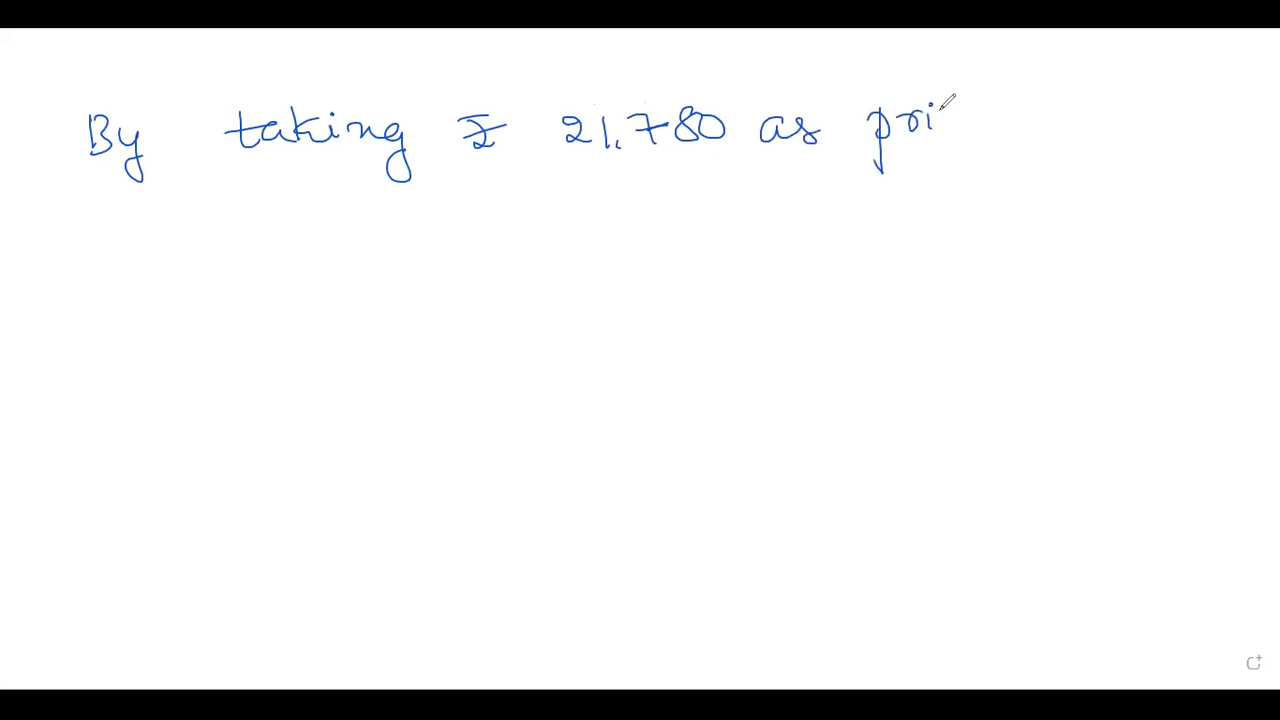 By taking ₹ 21,780 as pri